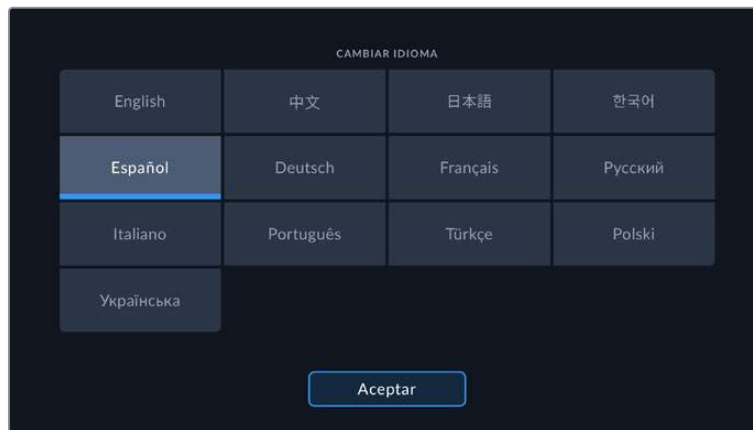 CAMBIAR IDIOMA
English 中文 日本語 한국어
Español Deutsch Français Русский
Italiano Português Türkçe Polski
Українська
Aceptar